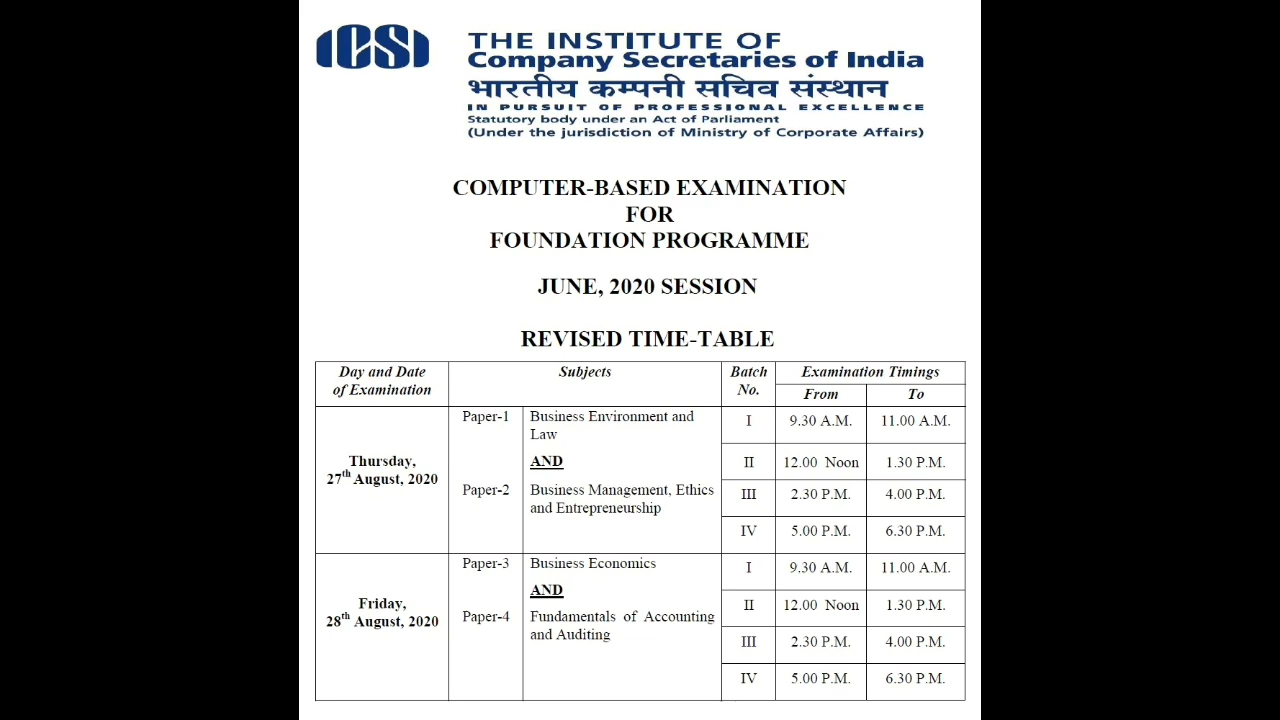 ICSI
THE INSTITUTE OF
Company Secretaries of India
भारतीय कम्पनी सचिव संस्थान
IN PURSUIT OF PROFESSIONAL EXCELLENCE
Statutory body under an Act of Parliament
(Under the jurisdiction of Ministry of Corporate Affairs)
COMPUTER-BASED EXAMINATION
FOR
FOUNDATION PROGRAMME
JUNE, 2020 SESSION
REVISED TIME-TABLE
Day and Date of Examination Subjects Batch No. Examination Timings
From To
Thursday,
27th August, 2020
Paper-1 Business Environment and
Law
AND
Paper-2 Business Management, Ethics
and Entrepreneurship
I 9.30 A.M. 11.00 A.M.
II 12.00 Noon 1.30 P.M.
III 2.30 P.M. 4.00 P.M.
IV 5.00 P.M. 6.30 P.M.
Friday,
28th August, 2020
Paper-3 Business Economics
AND
Paper-4 Fundamentals of Accounting
and Auditing
I 9.30 A.M. 11.00 A.M.
II 12.00 Noon 1.30 P.M.
III 2.30 P.M. 4.00 P.M.
IV 5.00 P.M. 6.30 P.M.